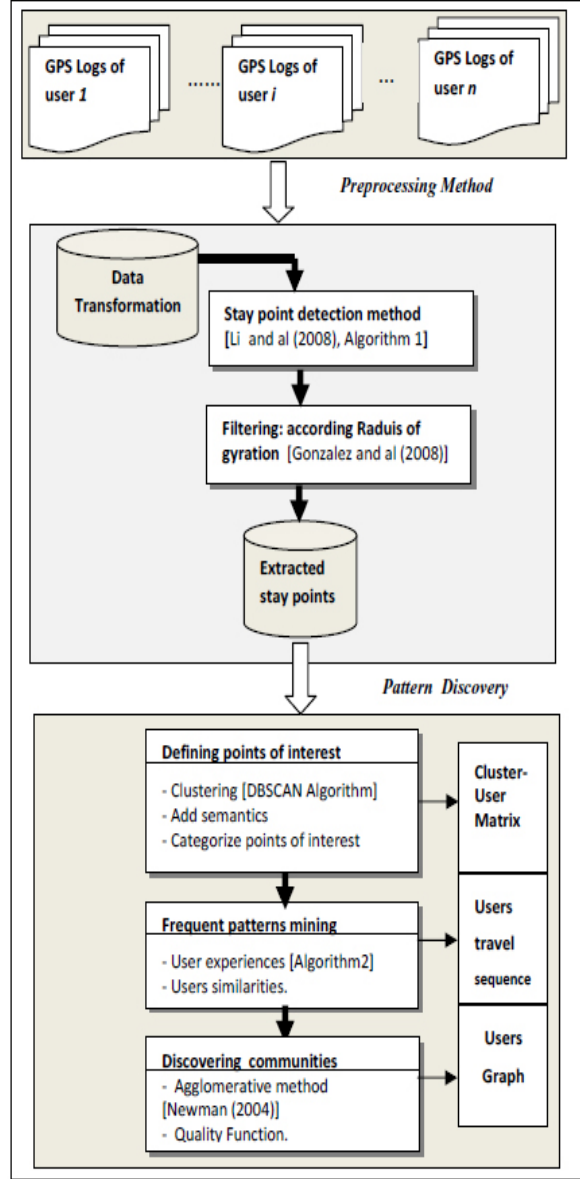 GPS Logs of
user 1
......
GPS Logs of
user i
...
GPS Logs of
user n
Preprocessing Method
Data
Transformation
Stay point detection method
[Li and al (2008), Algorithm 1]
Filtering: according Raduis of
gyration [Gonzalez and al (2008)]
Extracted
stay points
Pattern Discovery
Defining points of interest
- Clustering [DBSCAN Algorithm]
- Add semantics
- Categorize points of interest
Cluster-
User
Matrix
Frequent patterns mining
- User experiences [Algorithm2]
- Users similarities.
Users
travel
sequence
Discovering communities
- Agglomerative method
[Newman (2004)]
- Quality Function.
Users
Graph